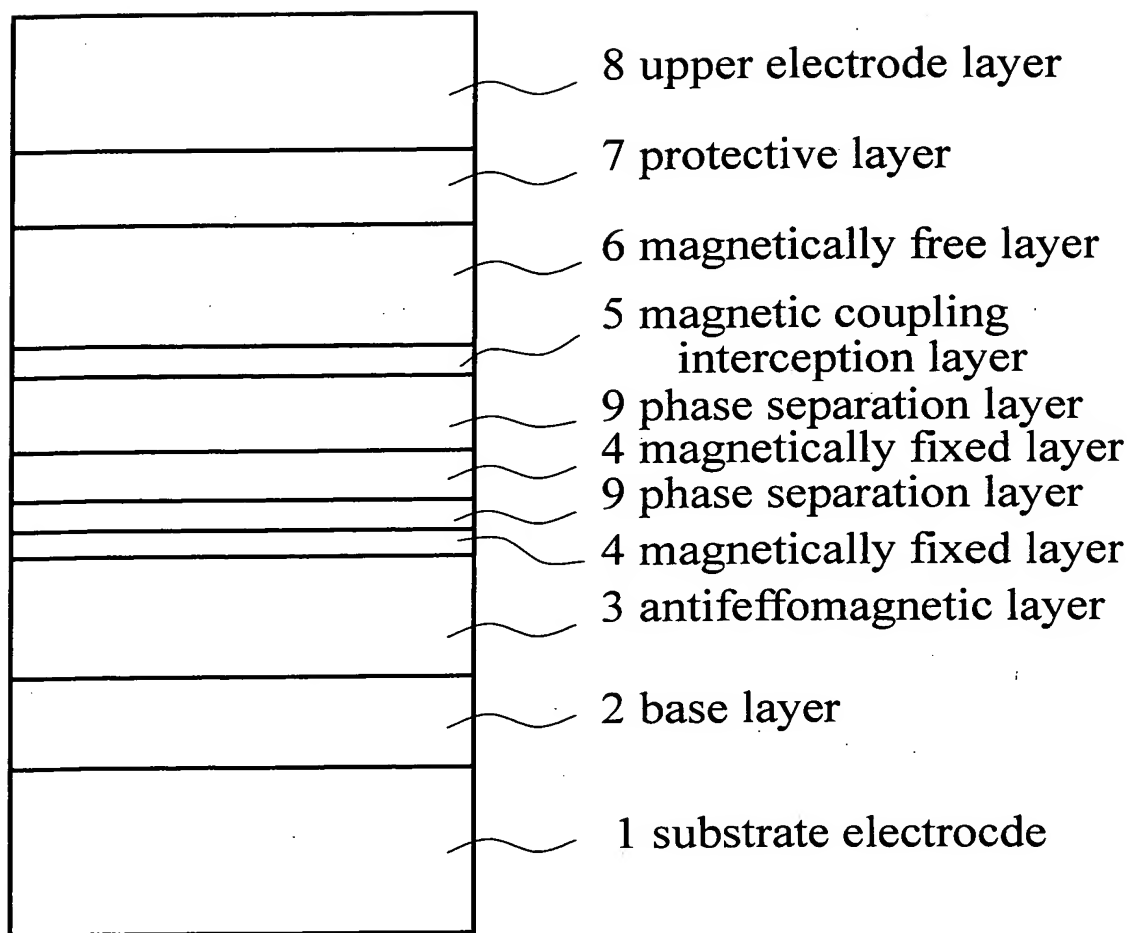 8 upper electrode layer
7 protective layer
6 magnetically free layer
5 magnetic coupling
interception layer
9 phase separation layer
4 magnetically fixed layer
9 phase separation layer
4 magnetically fixed layer
3 antifeffomagnetic layer
2 base layer
1 substrate electrocde